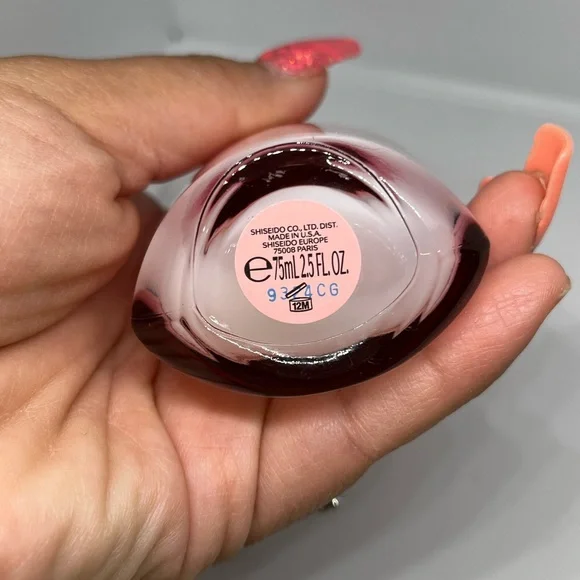 SHISEIDO CO., LTD. DIST.
MADE IN U.S.A.
SHISEIDO EUROPE
75008 PARIS
℮75mL 2.5 FL. OZ.
12M